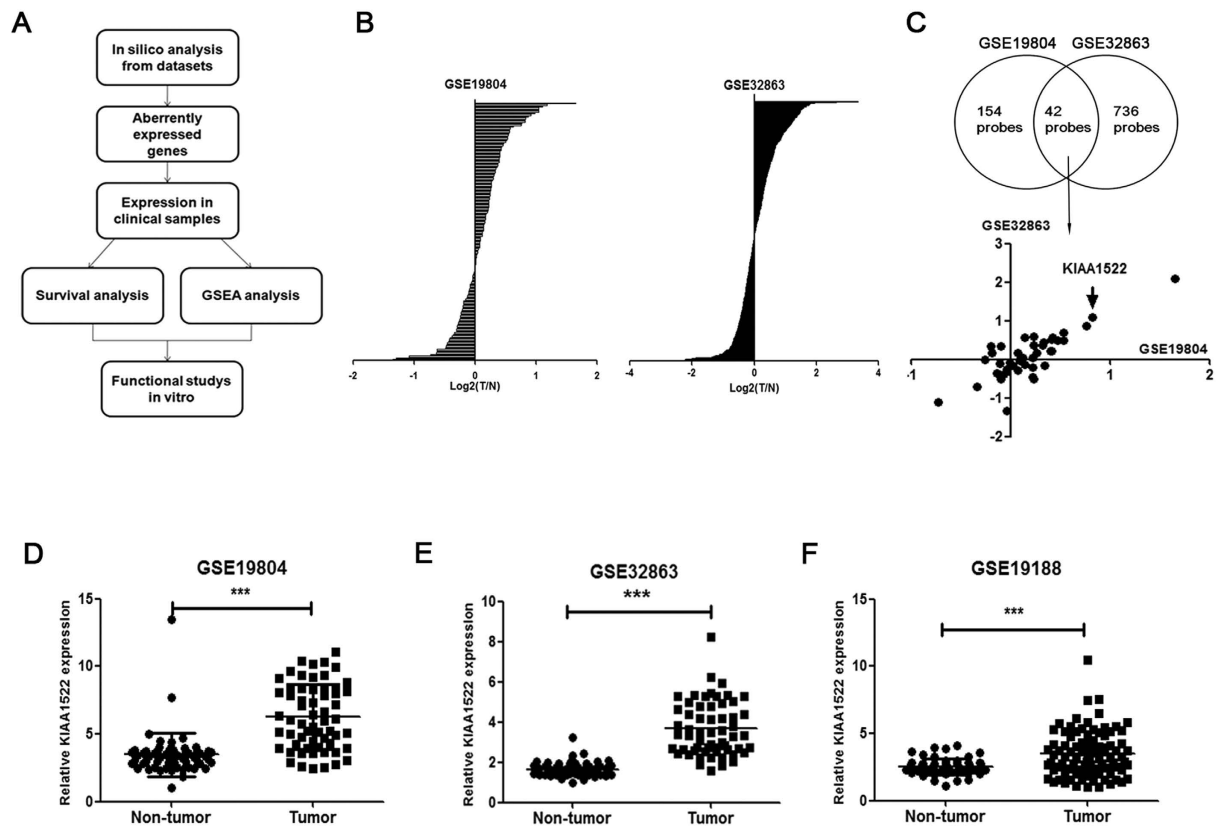 A
In silico analysis
from datasets
Aberrently
expressed
genes
Expression in
clinical samples
Survival analysis
GSEA analysis
Functional studys
in vitro
B
GSE19804
-2
-1
0
1
2
Log2(T/N)
GSE32863
-4
-2
0
2
4
Log2(T/N)
C
GSE19804
GSE32863
154
probes
42
probes
736
probes
GSE32863
3
2
1
0
-1
-2
KIAA1522
GSE19804
-1
1
2
D
GSE19804
***
Relative KIAA1522 expression
15
10
5
0
Non-tumor
Tumor
E
GSE32863
***
Relative KIAA1522 expression
10
8
6
4
2
0
Non-tumor
Tumor
F
GSE19188
***
Relative KIAA1522 expression
15
10
5
0
Non-tumor
Tumor